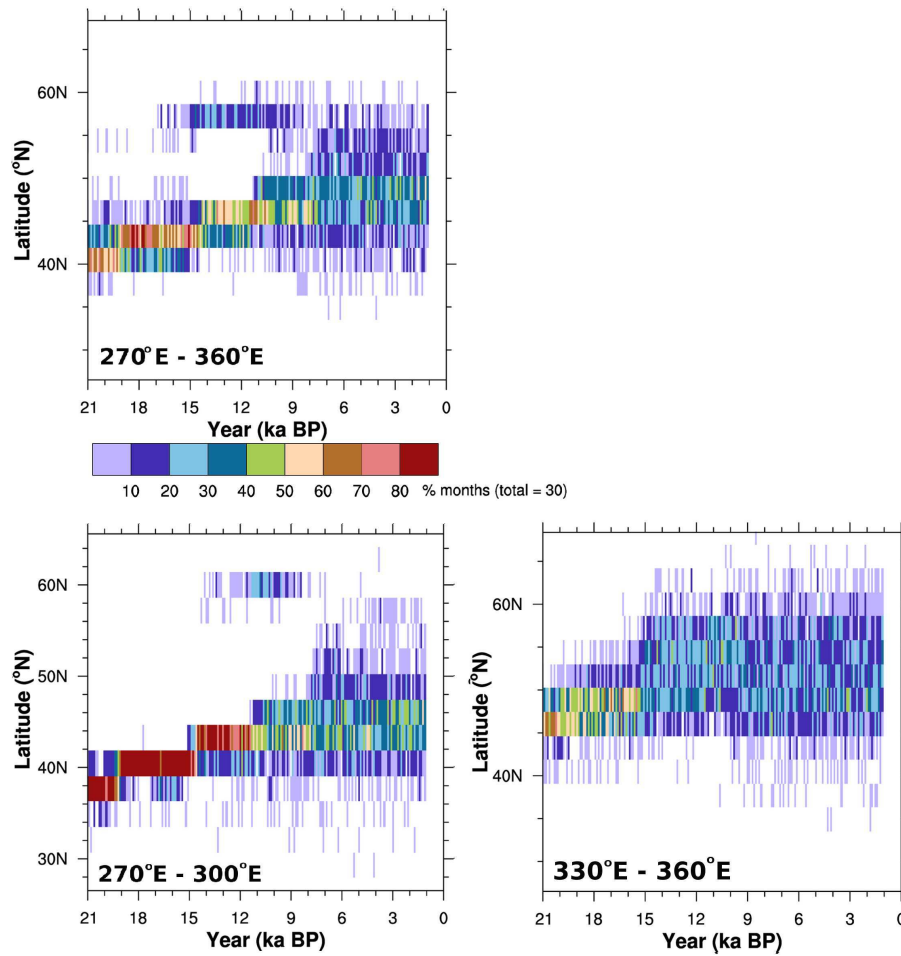 60N
40N
Latitude (°N)
270°E - 360°E
21 18 15 12 9 6 3 0
Year (ka BP)
10 20 30 40 50 60 70 80 % months (total = 30)
60N
50N
40N
30N
Latitude (°N)
270°E - 300°E
21 18 15 12 9 6 3 0
Year (ka BP)
60N
40N
Latitude (°N)
330°E - 360°E
21 18 15 12 9 6 3 0
Year (ka BP)